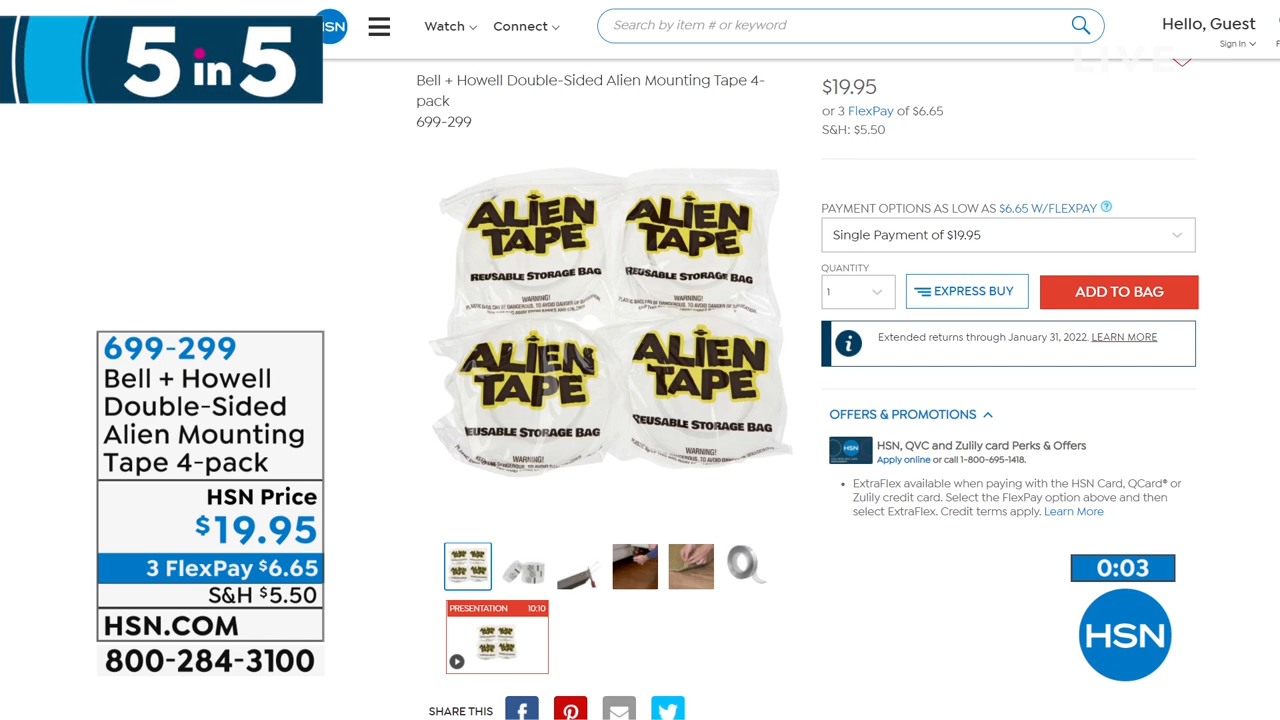 5 in 5
HSN
Watch
Connect
Search by item # or keyword
Hello, Guest
Sign In
LIVE
Bell + Howell Double-Sided Alien Mounting Tape 4-
pack
699-299
$19.95
or 3 FlexPay of $6.65
S&H: $5.50
ALIEN
TAPE
REUSABLE STORAGE BAG
WARNING!
ALIEN
TAPE
REUSABLE STORAGE BAG
WARNING!
ALIEN
TAPE
EUSABLE STORAGE BAG
WARNING!
ALIEN
TAPE
REUSABLE STORAGE BAG
WARNING!
PAYMENT OPTIONS AS LOW AS $6.65 W/FLEXPAY ?
Single Payment of $19.95
QUANTITY
1
EXPRESS BUY
ADD TO BAG
Extended returns through January 31, 2022. LEARN MORE
OFFERS & PROMOTIONS
HSN, QVC and Zulily card Perks & Offers
Apply online or call 1-800-695-1418.
• ExtraFlex available when paying with the HSN Card, QCard® or
Zulily credit card. Select the FlexPay option above and then
select ExtraFlex. Credit terms apply. Learn More
699-299
Bell + Howell
Double-Sided
Alien Mounting
Tape 4-pack
HSN Price
$19.95
3 FlexPay $6.65
S&H $5.50
HSN.COM
800-284-3100
PRESENTATION 10:10
SHARE THIS
0:03
HSN